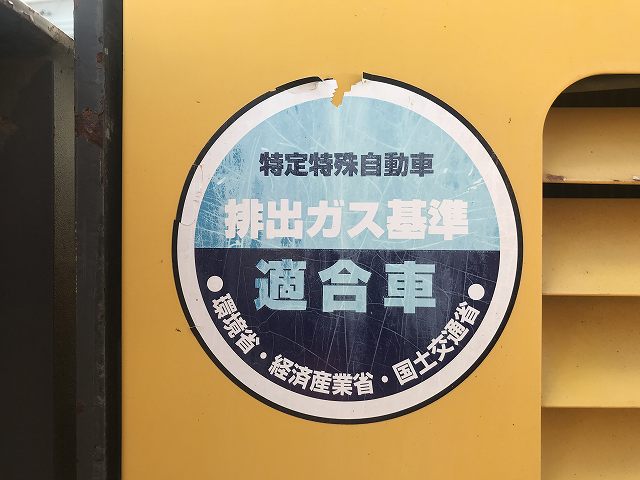 特定特殊自動車
排出ガス基準
適合車
●環境省・経済産業省・国土交通省●